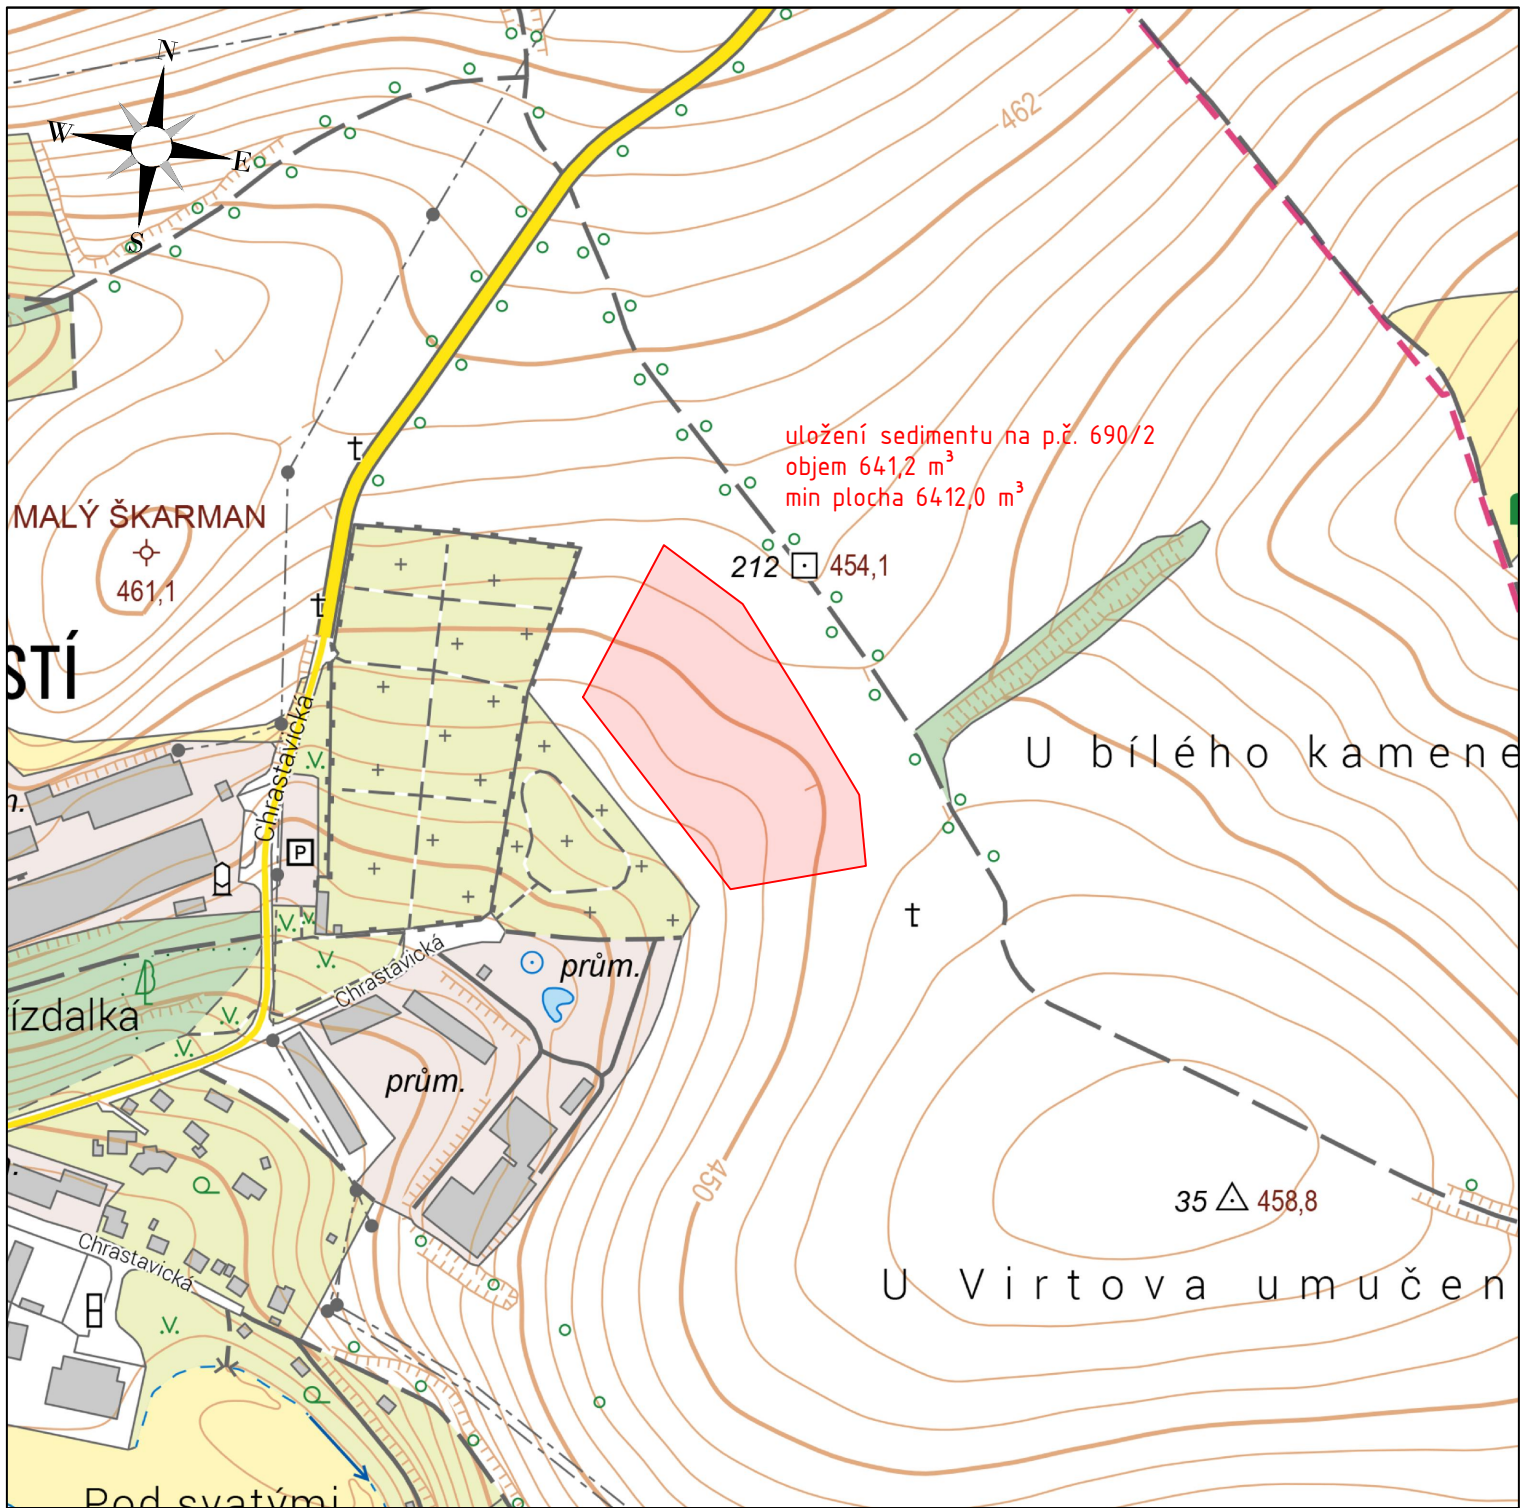 N
W
E
S
462
uložení sedimentu na p.č. 690/2
objem 641,2 m³
min plocha 6412,0 m³
MALÝ ŠKARMAN
461,1
212
454,1
STÍ
Chrastavická
U bílého kamene
P
Chrastavická
prům.
ízdalka
prům.
450
35
458,8
Chrastavická
U Virtova umučen
Pod svatými